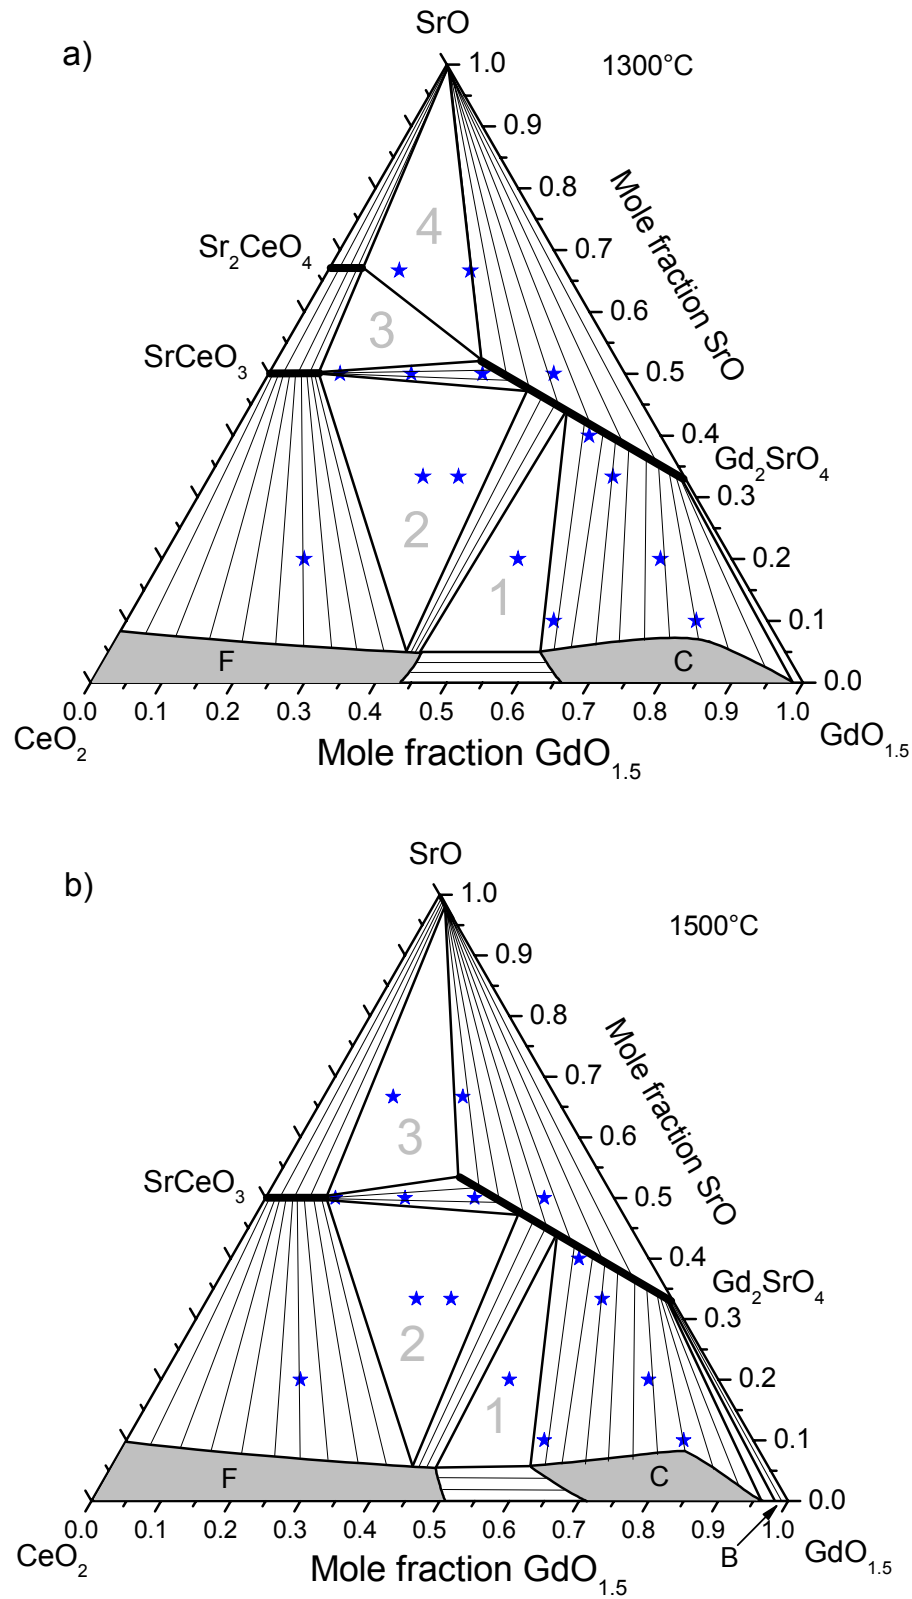 SrO
a)
1300°C
1.0
0.9
0.8
0.7
0.6
0.5
0.4
0.3
0.2
0.1
0.0
Mole fraction SrO
Sr₂CeO₄
SrCeO₃
Gd₂SrO₄
4
3
2
1
F
C
0.0 0.1 0.2 0.3 0.4 0.5 0.6 0.7 0.8 0.9 1.0
CeO₂
Mole fraction GdO₁.₅
GdO₁.₅
SrO
b)
1500°C
1.0
0.9
0.8
0.7
0.6
0.5
0.4
0.3
0.2
0.1
0.0
Mole fraction SrO
SrCeO₃
Gd₂SrO₄
3
2
1
F
C
0.0 0.1 0.2 0.3 0.4 0.5 0.6 0.7 0.8 0.9 1.0
B
CeO₂
Mole fraction GdO₁.₅
GdO₁.₅